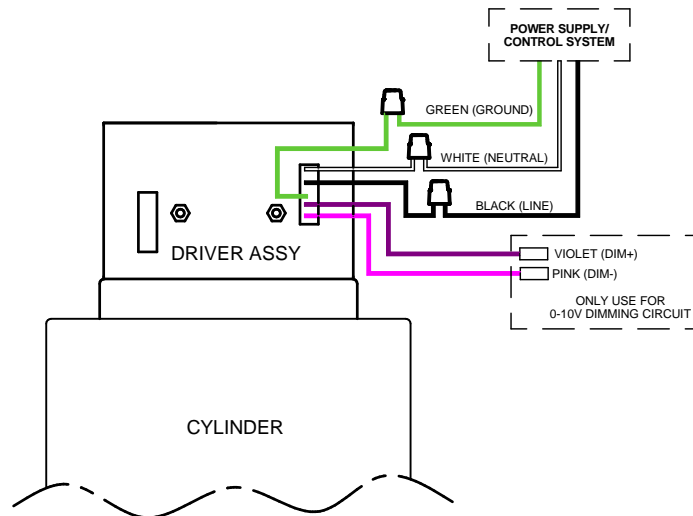 POWER SUPPLY/
CONTROL SYSTEM
GREEN (GROUND)
WHITE (NEUTRAL)
BLACK (LINE)
DRIVER ASSY
VIOLET (DIM+)
PINK (DIM-)
ONLY USE FOR
0-10V DIMMING CIRCUIT
CYLINDER